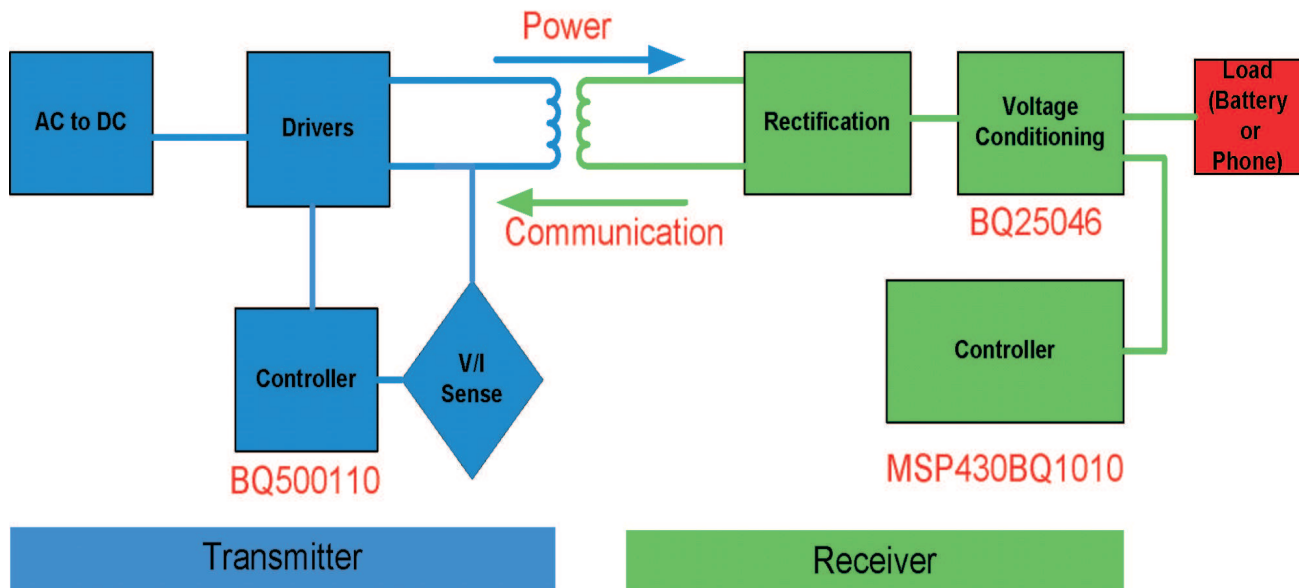 Power
AC to DC
Drivers
Rectification
Voltage
Conditioning
Load
(Battery
or
Phone)
Communication
BQ25046
Controller
V/I
Sense
Controller
BQ500110
MSP430BQ1010
Transmitter
Receiver